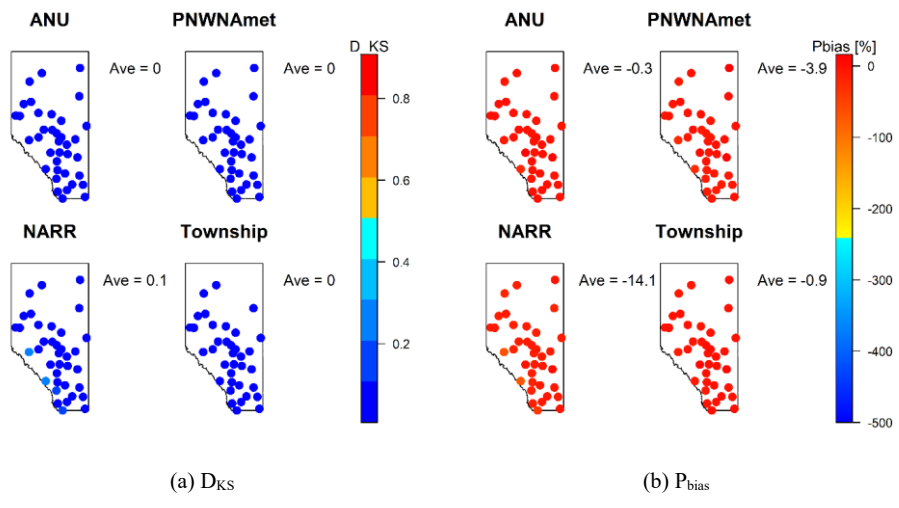 ANU PNWNAmet
D_KS
Ave = 0 Ave = 0
0.8
0.6
0.4
0.2
NARR Township
Ave = 0.1 Ave = 0
(a) DKS
ANU PNWNAmet
Pbias [%]
Ave = -0.3 Ave = -3.9
0
-100
-200
-300
-400
-500
NARR Township
Ave = -14.1 Ave = -0.9
(b) Pbias